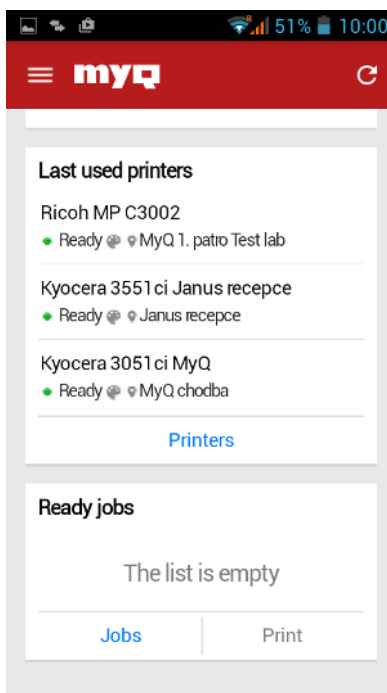 51% 10:00
myq
Last used printers
Ricoh MP C3002
Ready MyQ 1. patro Test lab
Kyocera 3551ci Janus recepce
Ready Janus recepce
Kyocera 3051ci MyQ
Ready MyQ chodba
Printers
Ready jobs
The list is empty
Jobs Print